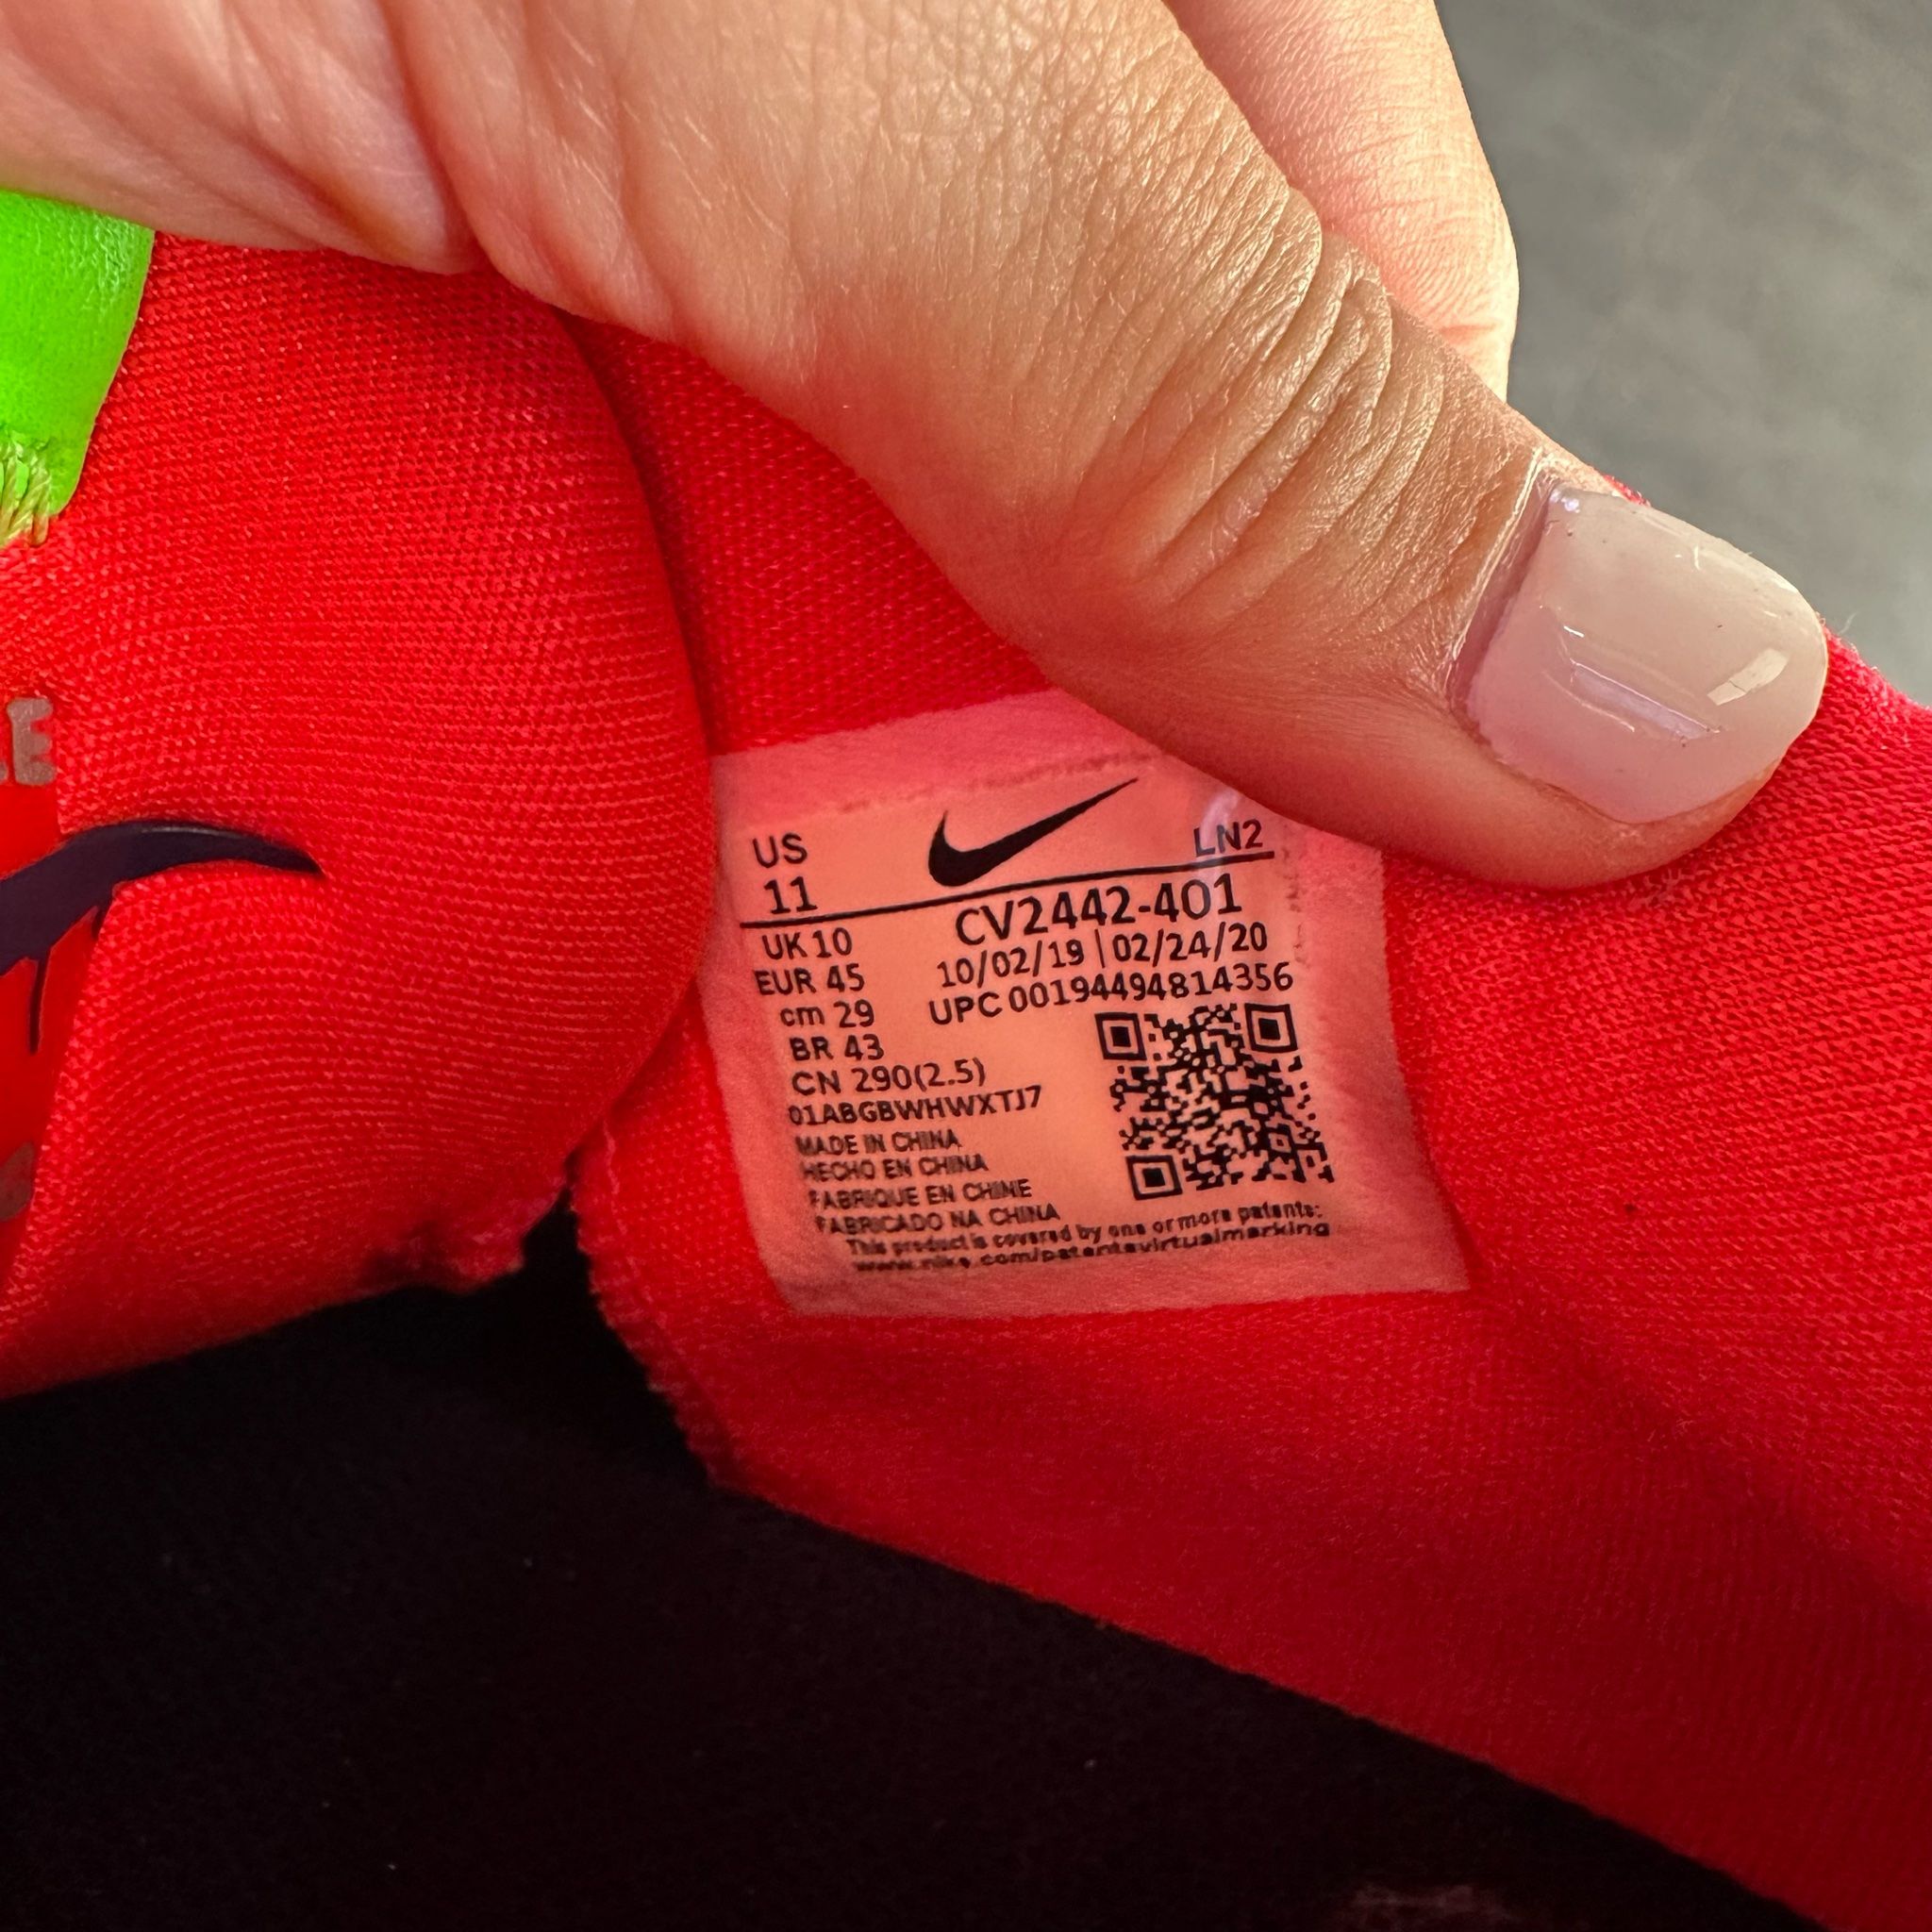 US
11
LN2
CV2442-401
10/02/19 | 02/24/20
UPC 00194494814356
UK 10
EUR 45
cm 29
BR 43
CN 290(2.5)
01ABGBWHWXTJ7
MADE IN CHINA
HECHO EN CHINA
FABRIQUE EN CHINE
FABRICADO NA CHINA
This product is covered by one or more patents:
www.nike.com/patentsvirtualmarking
E